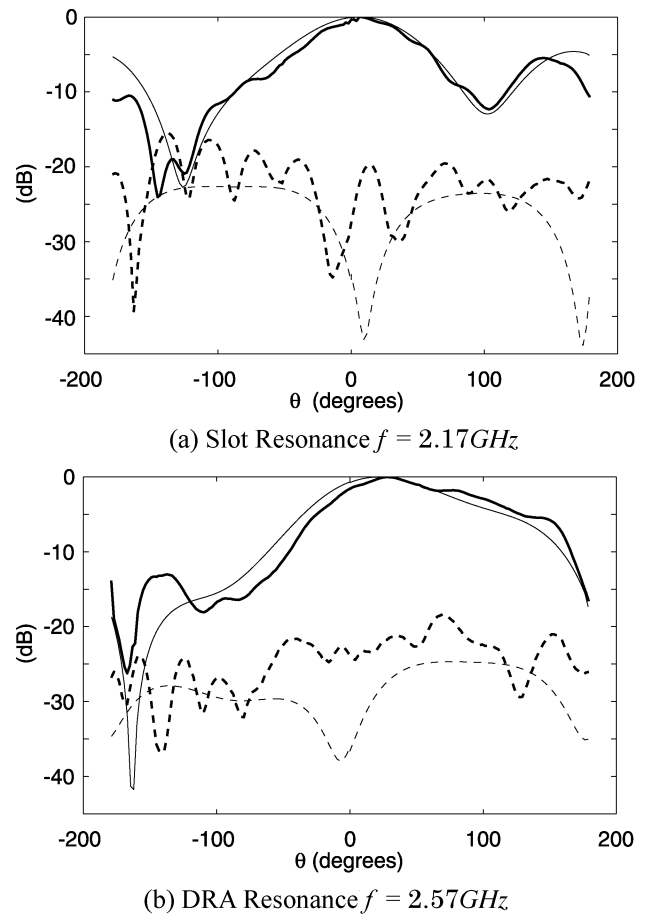 0
-10
-20
-30
-40
(dB)
-200 -100 0 100 200
θ (degrees)
(a) Slot Resonance f = 2.17GHz
0
-10
-20
-30
-40
(dB)
-200 -100 0 100 200
θ (degrees)
(b) DRA Resonance f = 2.57GHz